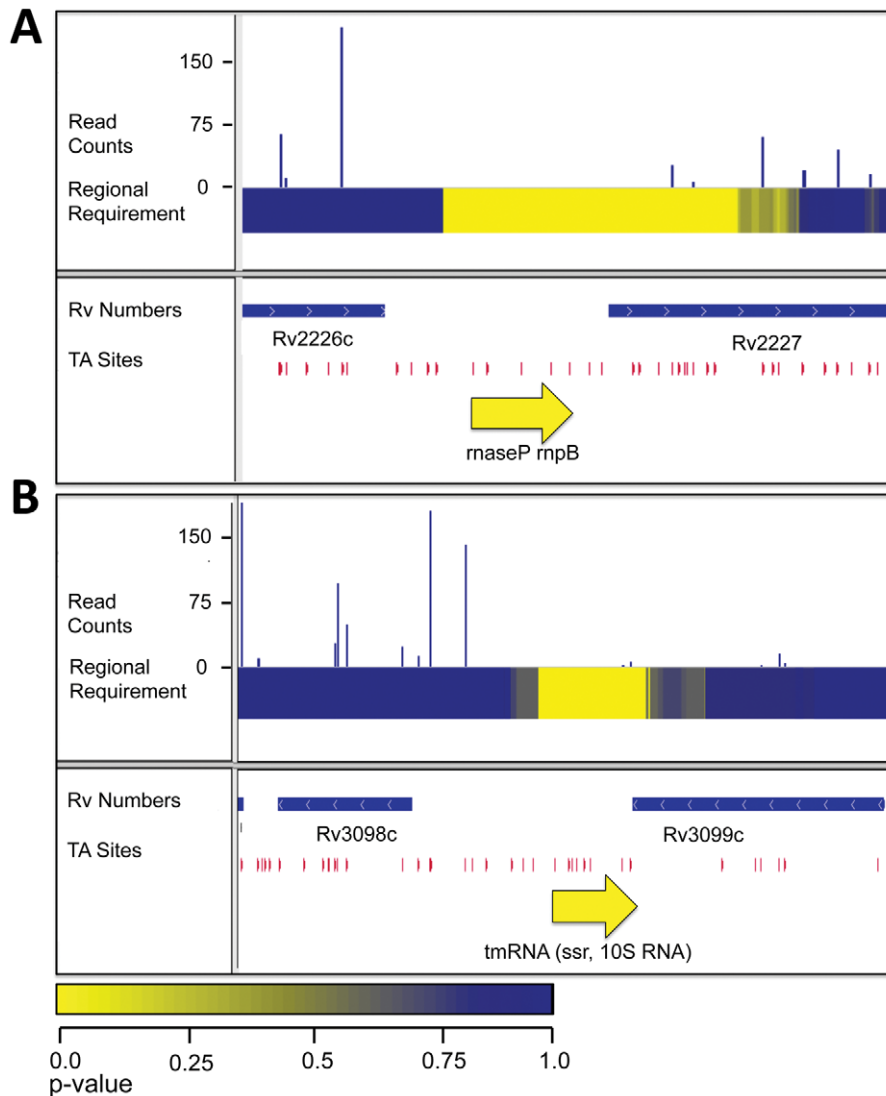 A
150
Read
Counts
75
0
Regional
Requirement
Rv Numbers
Rv2226c
Rv2227
TA Sites
rnaseP rnpB
B
150
Read
Counts
75
0
Regional
Requirement
Rv Numbers
Rv3098c
Rv3099c
TA Sites
tmRNA (ssr, 10S RNA)
0.0 0.25 0.5 0.75 1.0
p-value